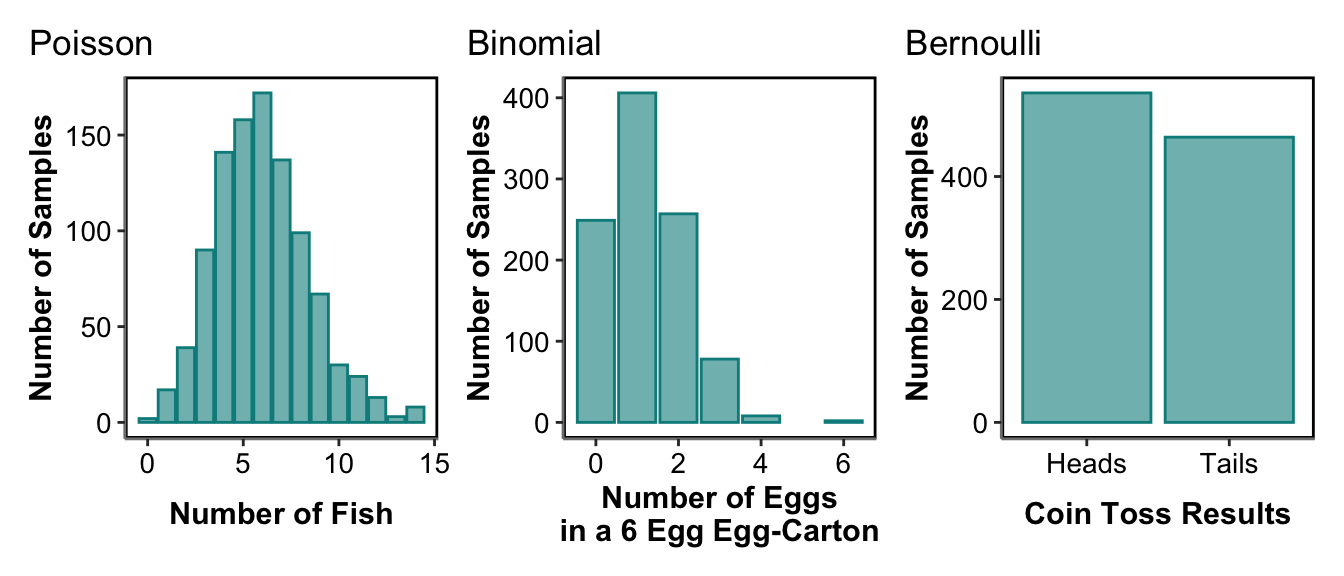 Poisson
Number of Samples
150
100
50
0
0 5 10 15
Number of Fish
Binomial
Number of Samples
400
300
200
100
0
0 2 4 6
Number of Eggs
in a 6 Egg Egg-Carton
Bernoulli
Number of Samples
400
200
0
Heads Tails
Coin Toss Results